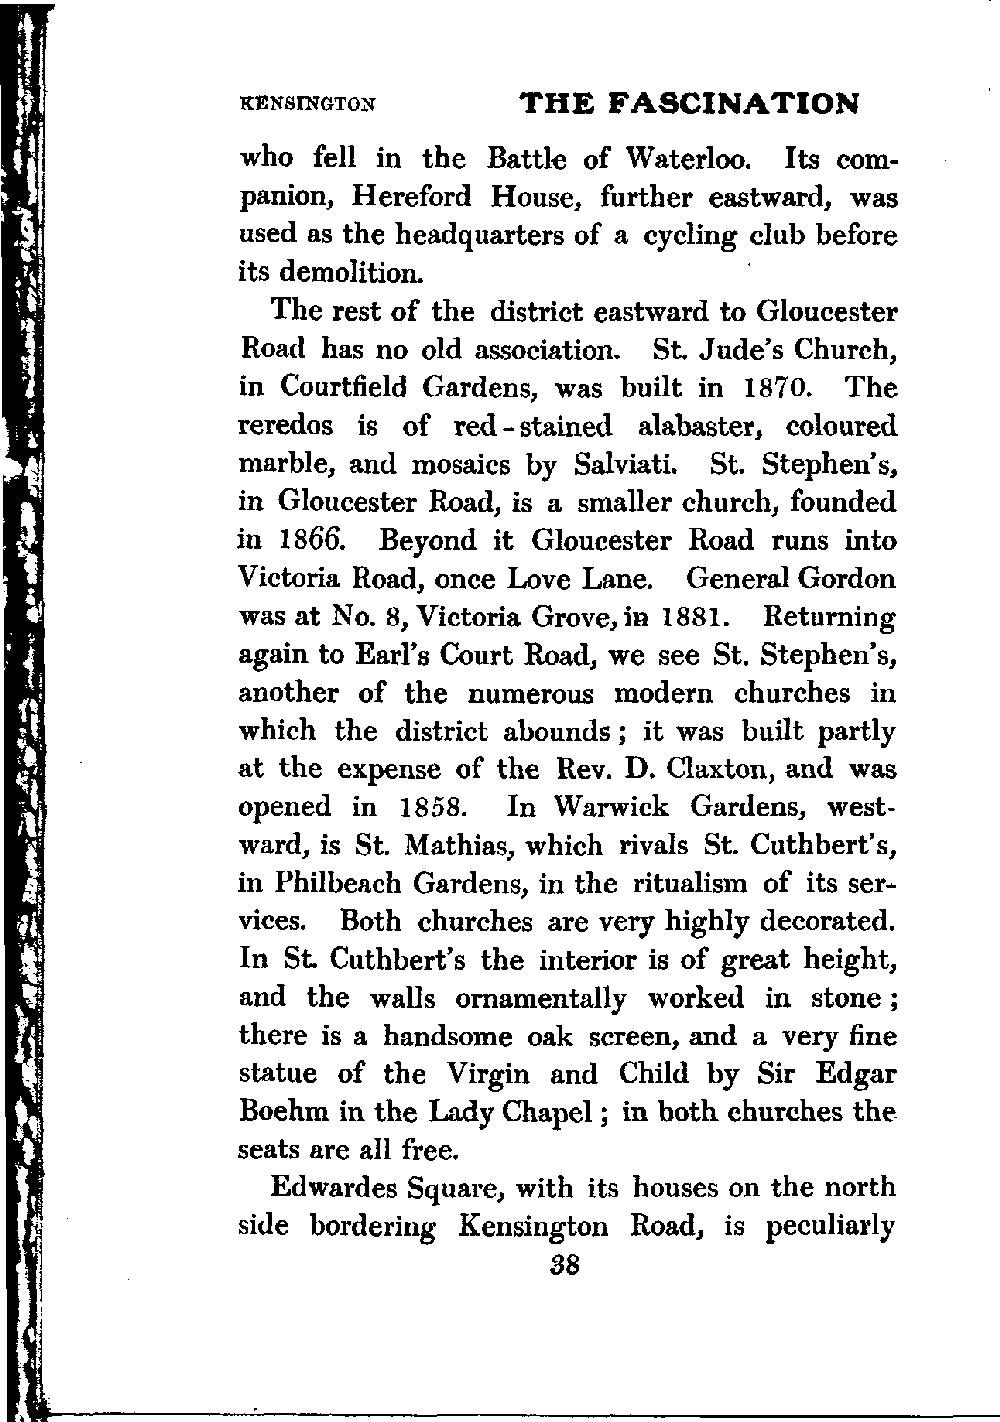 KENSINGTON THE FASCINATION
who fell in the Battle of Waterloo. Its com-
panion, Hereford House, further eastward, was
used as the headquarters of a cycling club before
its demolition.
The rest of the district eastward to Gloucester
Road has no old association. St. Jude's Church,
in Courtfield Gardens, was built in 1870. The
reredos is of red-stained alabaster, coloured
marble, and mosaics by Salviati. St. Stephen's,
in Gloucester Road, is a smaller church, founded
in 1866. Beyond it Gloucester Road runs into
Victoria Road, once Love Lane. General Gordon
was at No. 8, Victoria Grove, in 1881. Returning
again to Earl's Court Road, we see St. Stephen's,
another of the numerous modern churches in
which the district abounds; it was built partly
at the expense of the Rev. D. Claxton, and was
opened in 1858. In Warwick Gardens, west-
ward, is St. Mathias, which rivals St. Cuthbert's,
in Philbeach Gardens, in the ritualism of its ser-
vices. Both churches are very highly decorated.
In St. Cuthbert's the interior is of great height,
and the walls ornamentally worked in stone;
there is a handsome oak screen, and a very fine
statue of the Virgin and Child by Sir Edgar
Boehm in the Lady Chapel; in both churches the
seats are all free.
Edwardes Square, with its houses on the north
side bordering Kensington Road, is peculiarly
38